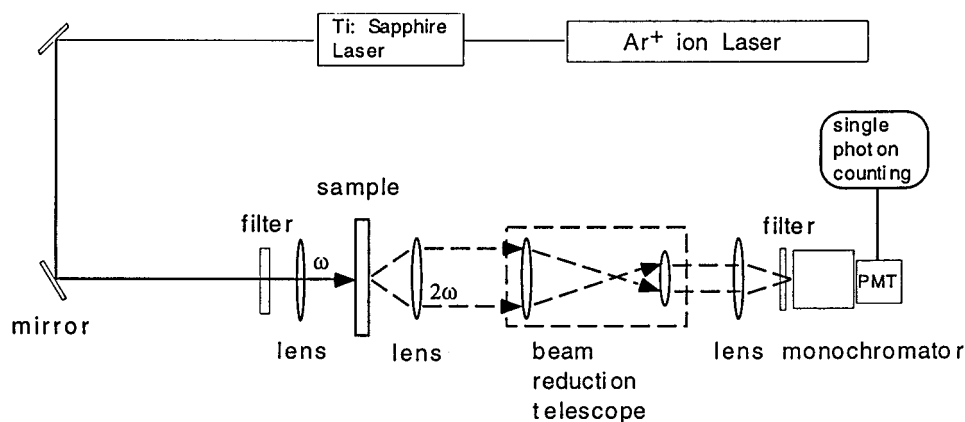 Ti: Sapphire
Laser
Ar+ ion Laser
single
photon
counting
sample
filter
filter
ω
2ω
PMT
mirror
lens
lens
beam
reduction
telescope
lens
monochromator